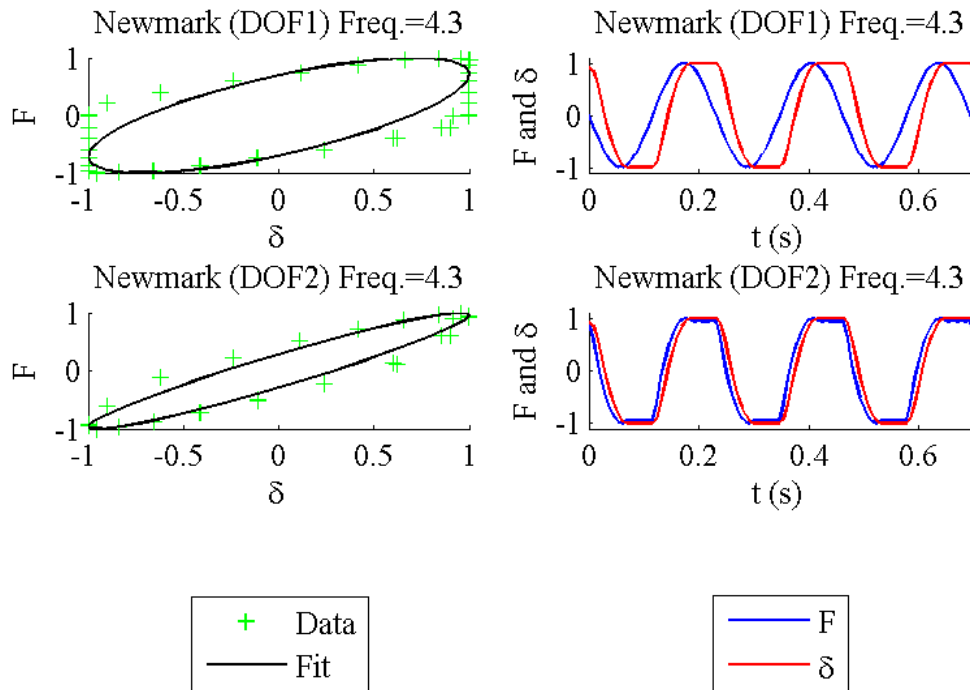 Newmark (DOF1) Freq.=4.3
F
1
0
-1
-1 -0.5 0 0.5 1
δ
Newmark (DOF1) Freq.=4.3
F and δ
1
0
-1
0 0.2 0.4 0.6
t (s)
Newmark (DOF2) Freq.=4.3
F
1
0
-1
-1 -0.5 0 0.5 1
δ
Newmark (DOF2) Freq.=4.3
F and δ
1
0
-1
0 0.2 0.4 0.6
t (s)
Data
Fit
F
δ